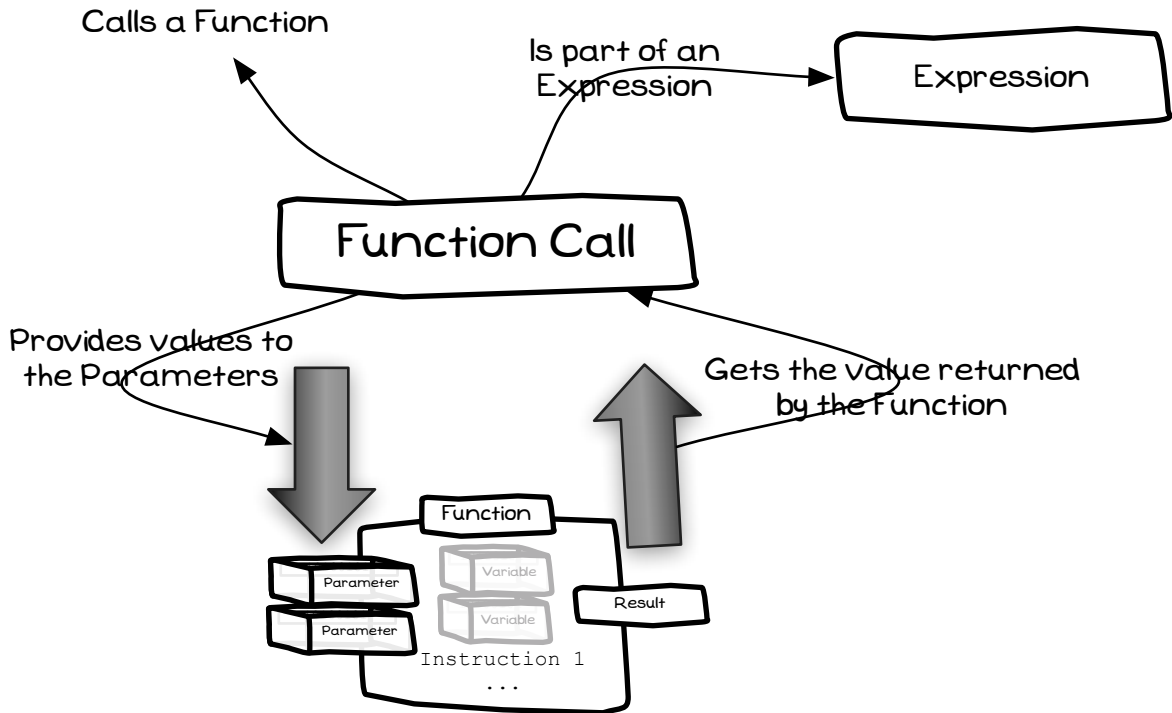 Calls a Function
Is part of an
Expression
Expression
Function Call
Provides values to
the Parameters
Gets the value returned
by the Function
Function
Parameter
Variable
Parameter
Variable
Result
Instruction 1
...